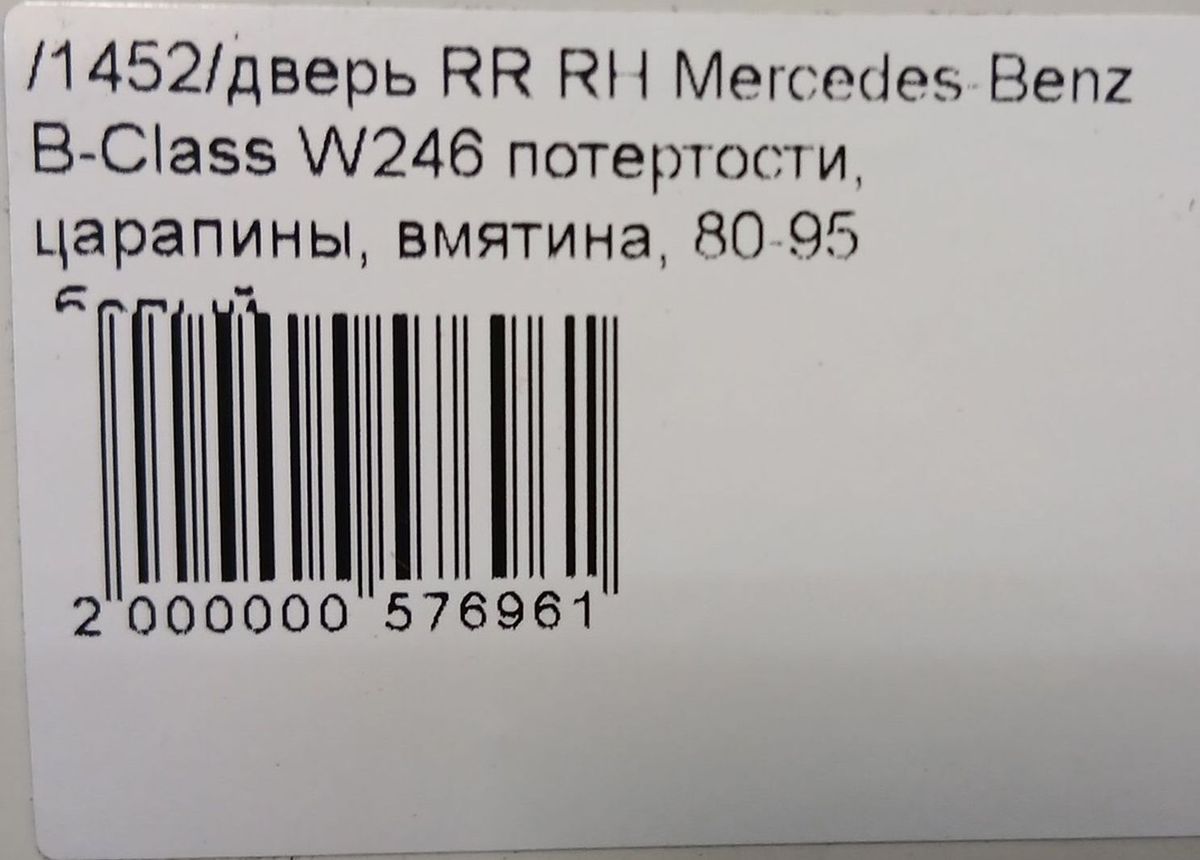 /1452/дверь RR RH Mercedes-Benz
B-Class W246 потертости,
царапины, вмятина, 80-95
2 000000 576961